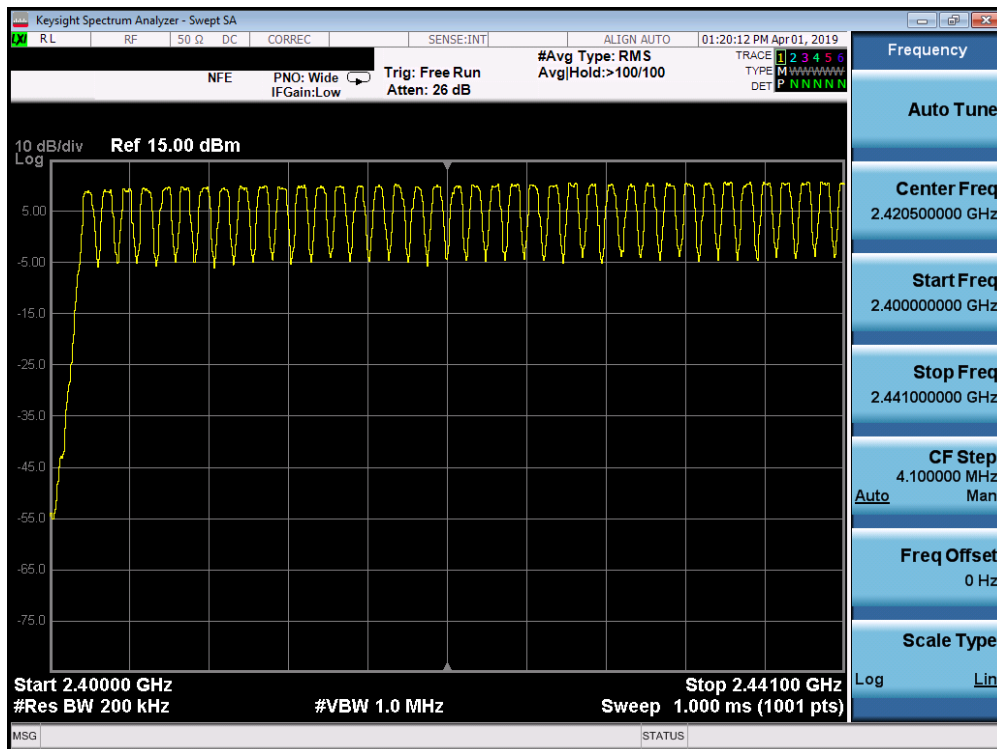 Keysight Spectrum Analyzer - Swept SA
LXI RL RF 50 Ω DC CORREC SENSE:INT ALIGN AUTO 01:20:12 PM Apr 01, 2019
NFE PNO: Wide Trig: Free Run #Avg Type: RMS TRACE 1 2 3 4 5 6
IFGain:Low Atten: 26 dB Avg|Hold:>100/100 TYPE M WWWWW
DET P N N N N N
10 dB/div Ref 15.00 dBm
Log
5.00
-5.00
-15.0
-25.0
-35.0
-45.0
-55.0
-65.0
-75.0
Start 2.40000 GHz Stop 2.44100 GHz
#Res BW 200 kHz #VBW 1.0 MHz Sweep 1.000 ms (1001 pts)
MSG STATUS
Frequency
Auto Tune
Center Freq
2.420500000 GHz
Start Freq
2.400000000 GHz
Stop Freq
2.441000000 GHz
CF Step
4.100000 MHz
Auto Man
Freq Offset
0 Hz
Scale Type
Log Lin